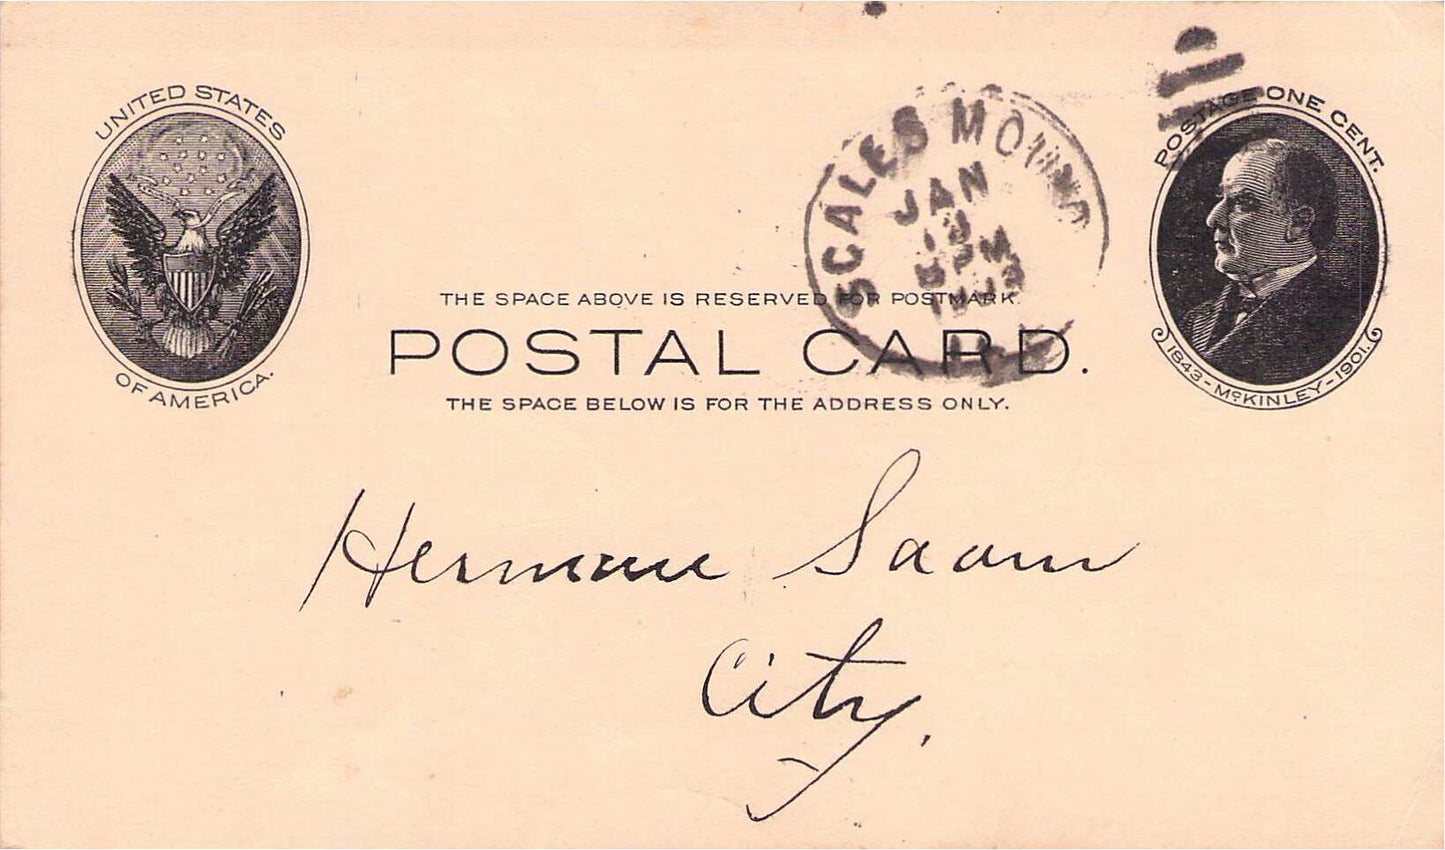 UNITED STATES
OF AMERICA.
SCALES MOUND
JAN
PM
POSTAGE ONE CENT.
1843-McKINLEY-1901.
THE SPACE ABOVE IS RESERVED FOR POSTMARK.
POSTAL CARD.
THE SPACE BELOW IS FOR THE ADDRESS ONLY.
Herman Saam
City.